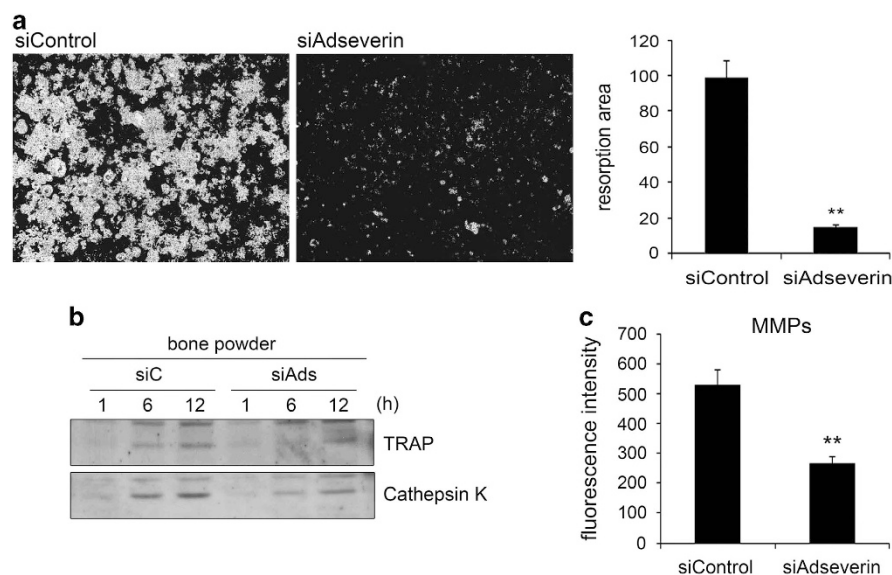 a
siControl
siAdseverin
resorption area
120
100
80
60
40
20
0
**
siControl
siAdseverin
b
bone powder
siC
siAds
1 6 12 1 6 12 (h)
TRAP
Cathepsin K
c
MMPs
fluorescence intensity
700
600
500
400
300
200
100
0
**
siControl
siAdseverin